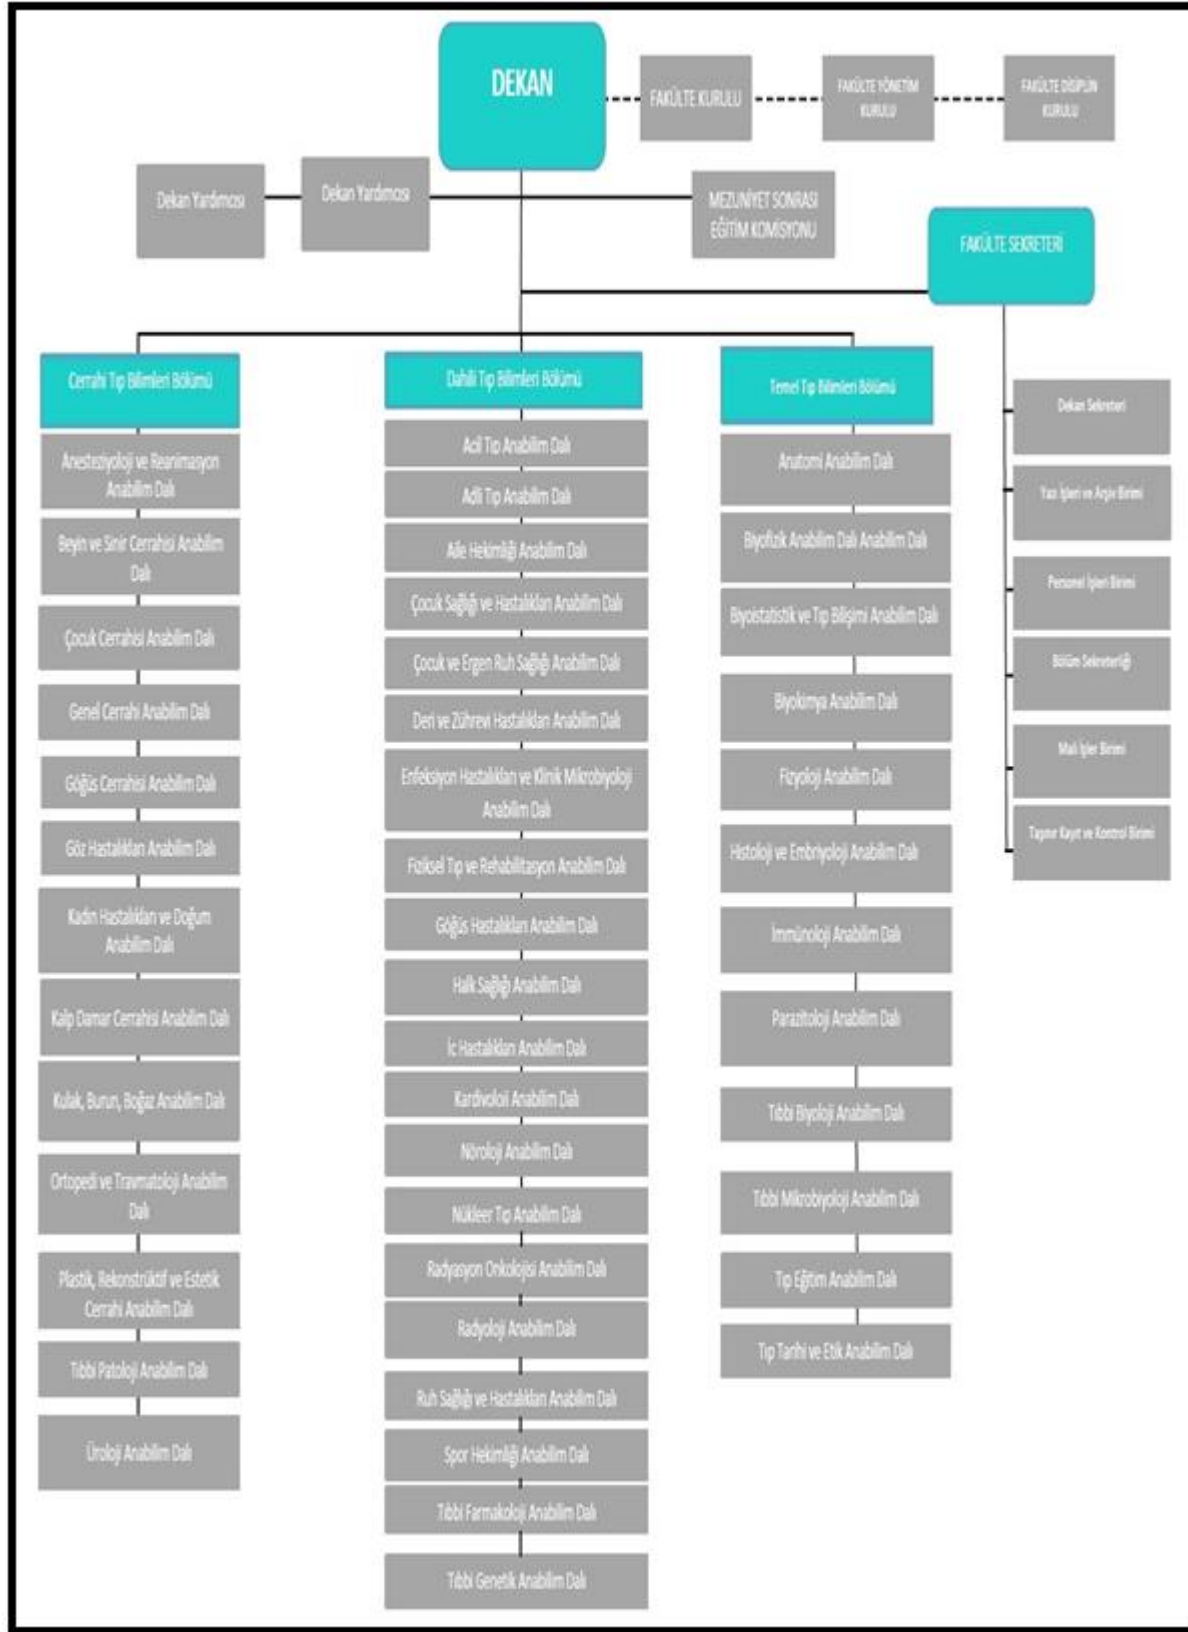 DEKAN
FAKÜLTE KURULU
FAKÜLTE YÖNETİM
KURULU
FAKÜLTE DİSİPLİN
KURULU
Dekan Yardımcısı
Dekan Yardımcısı
MEZUNİYET SONRASI
EĞİTİM KOMİSYONU
FAKÜLTE SEKRETERİ
Cerrahi Tıp Bilimleri Bölümü
Anesteziyoloji ve Reanimasyon
Anabilim Dalı
Beyin ve Sinir Cerrahisi Anabilim
Dalı
Çocuk Cerrahisi Anabilim Dalı
Genel Cerrahi Anabilim Dalı
Göğüs Cerrahisi Anabilim Dalı
Göz Hastalıkları Anabilim Dalı
Kadın Hastalıkları ve Doğum
Anabilim Dalı
Kalp Damar Cerrahisi Anabilim Dalı
Kulak, Burun, Boğaz Anabilim Dalı
Ortopedi ve Travmatoloji Anabilim
Dalı
Plastik, Rekonstrüktif ve Estetik
Cerrahi Anabilim Dalı
Tıbbi Patoloji Anabilim Dalı
Üroloji Anabilim Dalı
Dahili Tıp Bilimleri Bölümü
Acil Tıp Anabilim Dalı
Adli Tıp Anabilim Dalı
Aile Hekimliği Anabilim Dalı
Çocuk Sağlığı ve Hastalıkları Anabilim Dalı
Çocuk ve Ergen Ruh Sağlığı Anabilim Dalı
Deri ve Zührevi Hastalıkları Anabilim Dalı
Enfeksiyon Hastalıkları ve Klinik Mikrobiyoloji
Anabilim Dalı
Fiziksel Tıp ve Rehabilitasyon Anabilim Dalı
Göğüs Hastalıkları Anabilim Dalı
Halk Sağlığı Anabilim Dalı
İç Hastalıkları Anabilim Dalı
Kardiyoloji Anabilim Dalı
Nöroloji Anabilim Dalı
Nükleer Tıp Anabilim Dalı
Radyasyon Onkolojisi Anabilim Dalı
Radyoloji Anabilim Dalı
Ruh Sağlığı ve Hastalıkları Anabilim Dalı
Spor Hekimliği Anabilim Dalı
Tıbbi Farmakoloji Anabilim Dalı
Tıbbi Genetik Anabilim Dalı
Temel Tıp Bilimleri Bölümü
Anatomi Anabilim Dalı
Biyofizik Anabilim Dalı Anabilim Dalı
Biyoistatistik ve Tıp Bilişimi Anabilim Dalı
Biyokimya Anabilim Dalı
Fizyoloji Anabilim Dalı
Histoloji ve Embriyoloji Anabilim Dalı
İmmünoloji Anabilim Dalı
Parazitoloji Anabilim Dalı
Tıbbi Biyoloji Anabilim Dalı
Tıbbi Mikrobiyoloji Anabilim Dalı
Tıp Eğitim Anabilim Dalı
Tıp Tarihi ve Etik Anabilim Dalı
Dekan Sekreteri
Yazı İşleri ve Arşiv Birimi
Personel İşleri Birimi
Bölüm Sekreterliği
Mali İşler Birimi
Taşınır Kayıt ve Kontrol Birimi